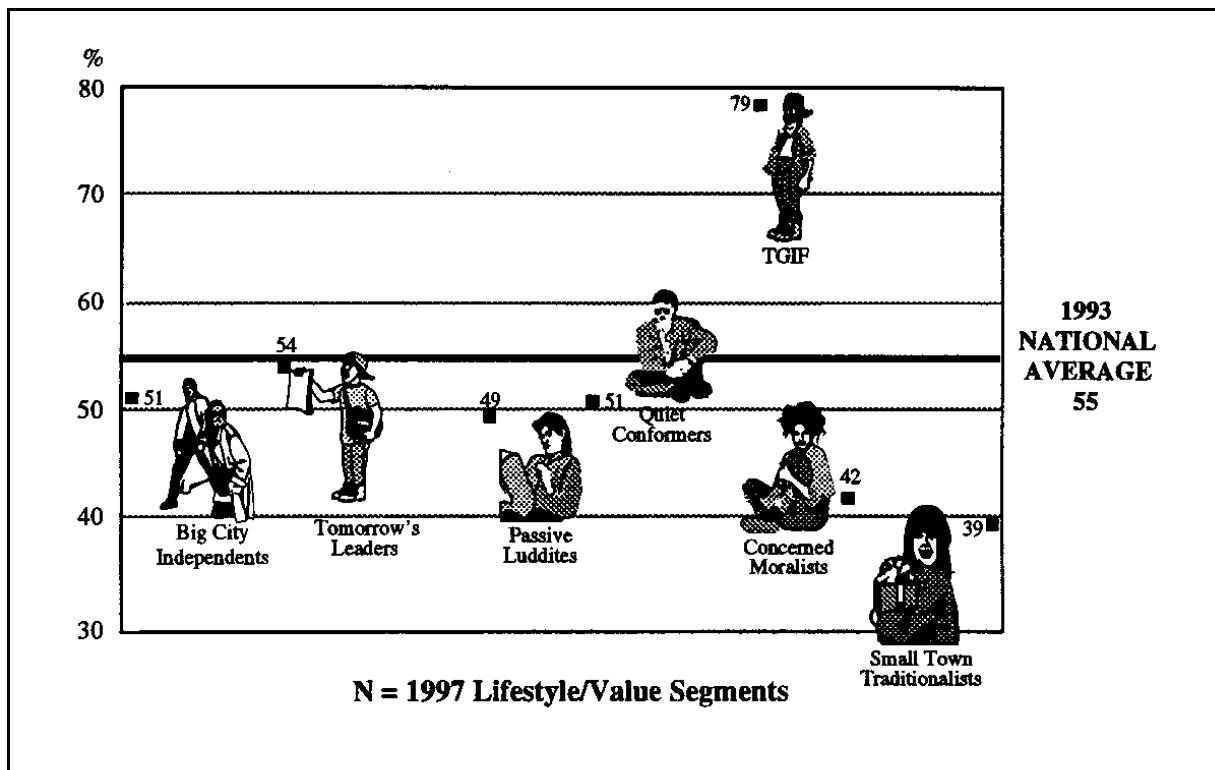 %
80
79
70
TGIF
60
1993
NATIONAL
AVERAGE
55
54
51
50
49
51
Quiet
Conformers
42
40
39
Big City
Independents
Tomorrow's
Leaders
Passive
Luddites
Concerned
Moralists
30
Small Town
Traditionalists
N = 1997 Lifestyle/Value Segments